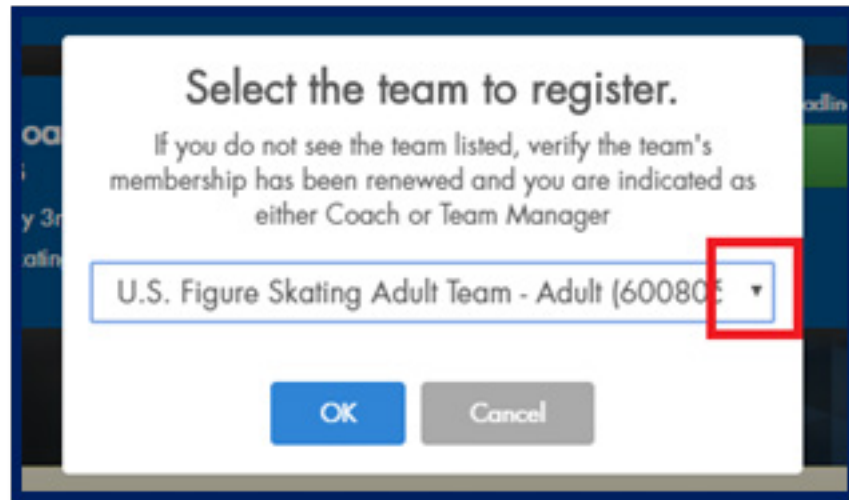 Select the team to register.
If you do not see the team listed, verify the team's
membership has been renewed and you are indicated as
either Coach or Team Manager
U.S. Figure Skating Adult Team - Adult (600805
OK
Cancel